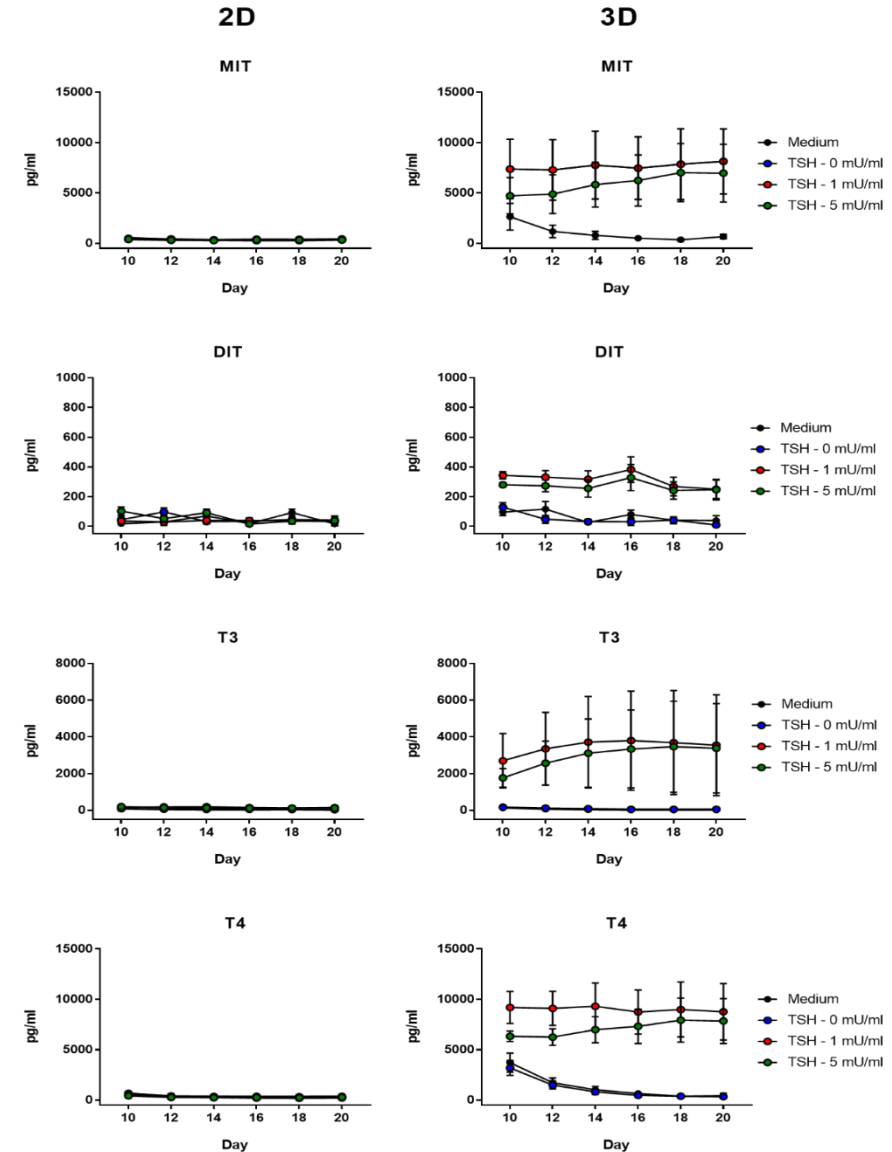 2D
3D
MIT
15000
10000
5000
0
pg/ml
10 12 14 16 18 20
Day
MIT
15000
10000
5000
0
pg/ml
10 12 14 16 18 20
Day
Medium
TSH - 0 mU/ml
TSH - 1 mU/ml
TSH - 5 mU/ml
DIT
1000
800
600
400
200
0
pg/ml
10 12 14 16 18 20
Day
DIT
1000
800
600
400
200
0
pg/ml
10 12 14 16 18 20
Day
Medium
TSH - 0 mU/ml
TSH - 1 mU/ml
TSH - 5 mU/ml
T3
8000
6000
4000
2000
0
pg/ml
10 12 14 16 18 20
Day
T3
8000
6000
4000
2000
0
pg/ml
10 12 14 16 18 20
Day
Medium
TSH - 0 mU/ml
TSH - 1 mU/ml
TSH - 5 mU/ml
T4
15000
10000
5000
0
pg/ml
10 12 14 16 18 20
Day
T4
15000
10000
5000
0
pg/ml
10 12 14 16 18 20
Day
Medium
TSH - 0 mU/ml
TSH - 1 mU/ml
TSH - 5 mU/ml